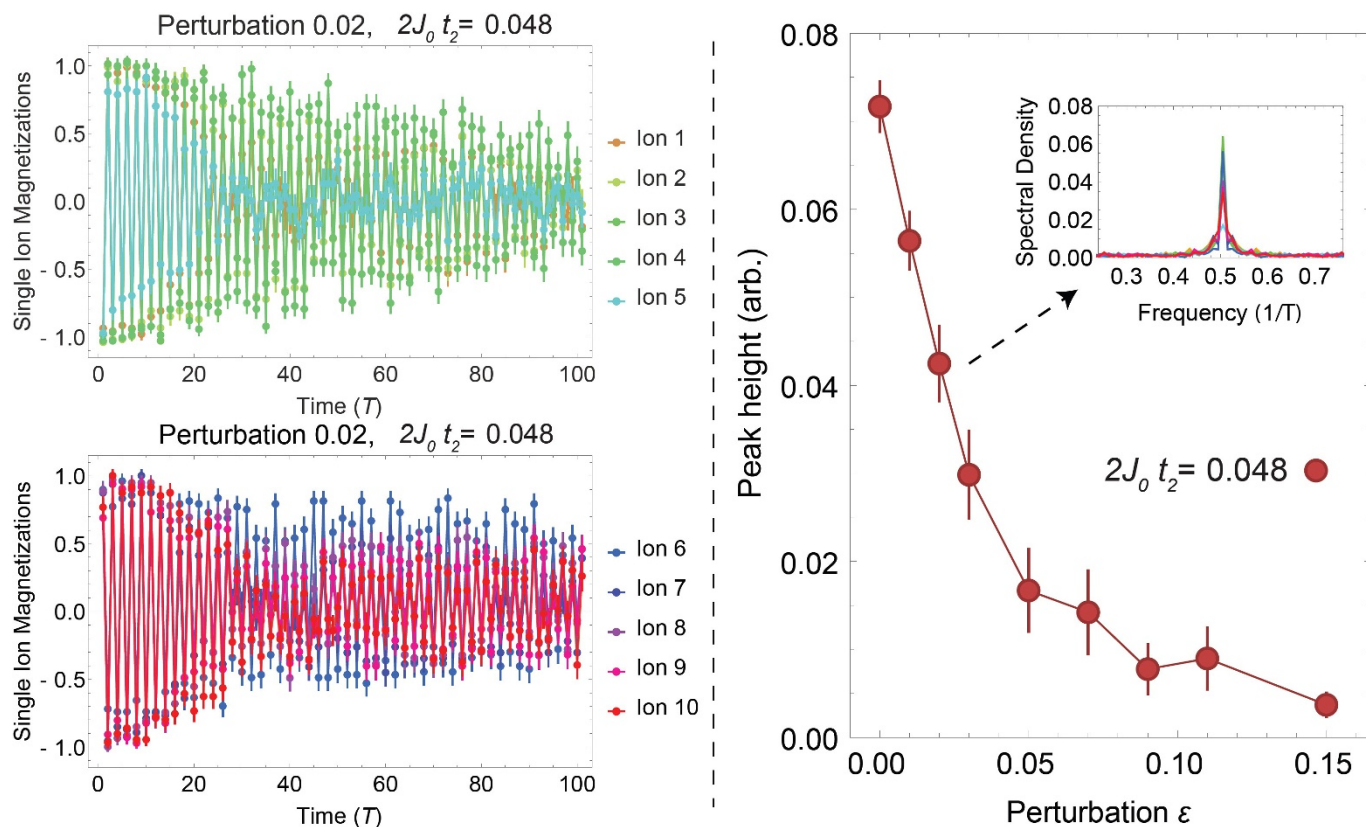 Perturbation 0.02, 2J₀ t₂= 0.048
Single Ion Magnetizations
1.0
0.5
0.0
- 0.5
- 1.0
0 20 40 60 80 100
Time (T)
Ion 1
Ion 2
Ion 3
Ion 4
Ion 5
Perturbation 0.02, 2J₀ t₂= 0.048
Single Ion Magnetizations
1.0
0.5
0.0
- 0.5
- 1.0
0 20 40 60 80 100
Time (T)
Ion 6
Ion 7
Ion 8
Ion 9
Ion 10
Peak height (arb.)
0.08
0.06
0.04
0.02
0.00
0.00 0.05 0.10 0.15
Perturbation ε
Spectral Density
0.08
0.06
0.04
0.02
0.00
0.3 0.4 0.5 0.6 0.7
Frequency (1/T)
2J₀ t₂= 0.048